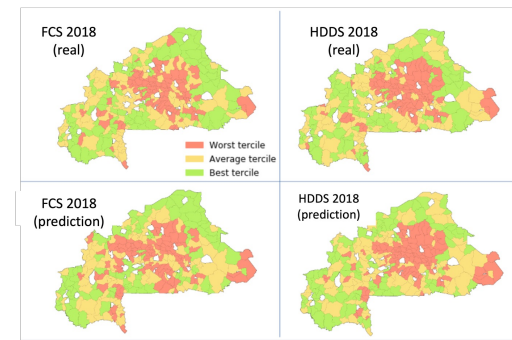 FCS 2018
(real)
HDDS 2018
(real)
Worst tercile
Average tercile
Best tercile
FCS 2018
(prediction)
HDDS 2018
(prediction)